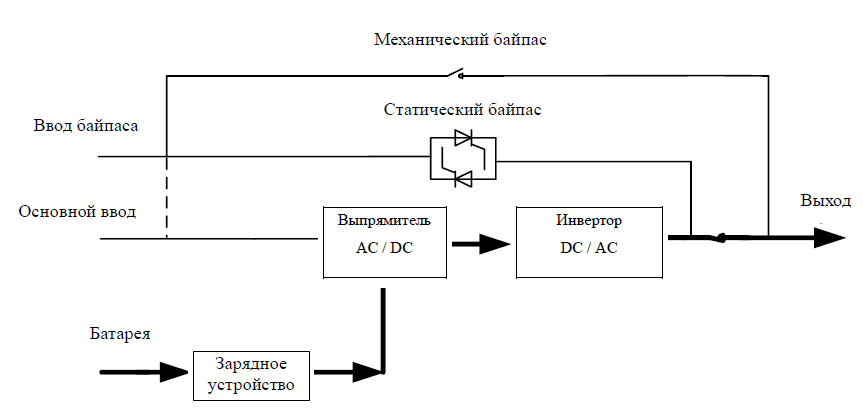 Механический байпас
Статический байпас
Ввод байпаса
Основной ввод
Выпрямитель
AC / DC
Инвертор
DC / AC
Выход
Батарея
Зарядное
устройство